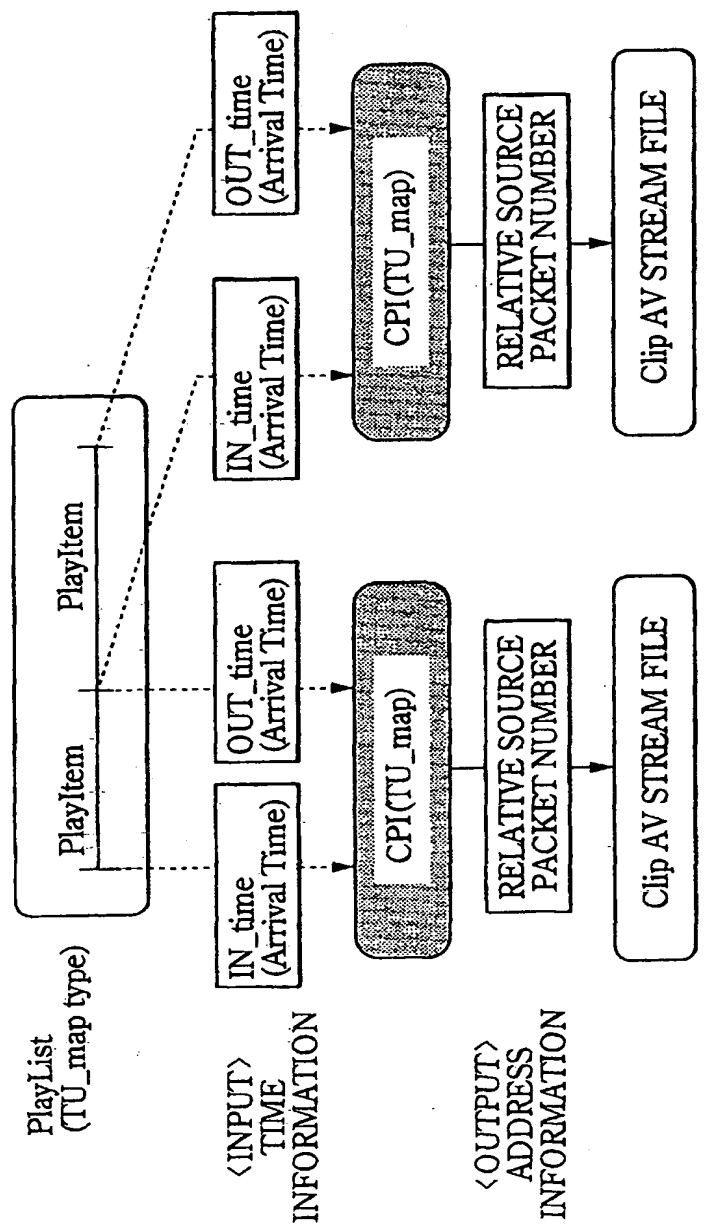 PlayList
(TU_map type)
PlayItem
PlayItem
<INPUT>
TIME
INFORMATION
IN_time
(Arrival Time)
OUT_time
(Arrival Time)
IN_time
(Arrival Time)
OUT_time
(Arrival Time)
CPI(TU_map)
CPI(TU_map)
<OUTPUT>
ADDRESS
INFORMATION
RELATIVE SOURCE
PACKET NUMBER
RELATIVE SOURCE
PACKET NUMBER
Clip AV STREAM FILE
Clip AV STREAM FILE